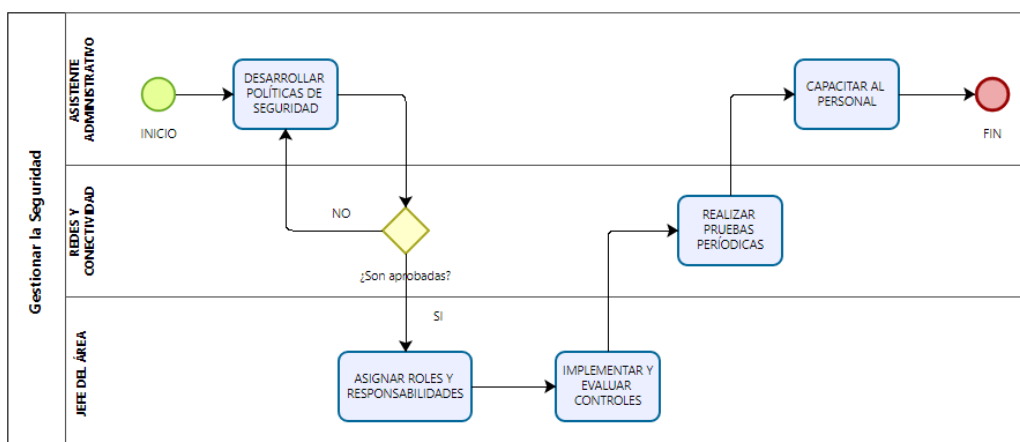 Gestionar la Seguridad
ASISTENTE
ADMINISTRATIVO
INICIO
DESARROLLAR
POLÍTICAS DE
SEGURIDAD
CAPACITAR AL
PERSONAL
FIN
REDES Y
CONECTIVIDAD
NO
¿Son aprobadas?
SI
REALIZAR
PRUEBAS
PERÍODICAS
JEFE DEL ÁREA
ASIGNAR ROLES Y
RESPONSABILIDADES
IMPLEMENTAR Y
EVALUAR
CONTROLES